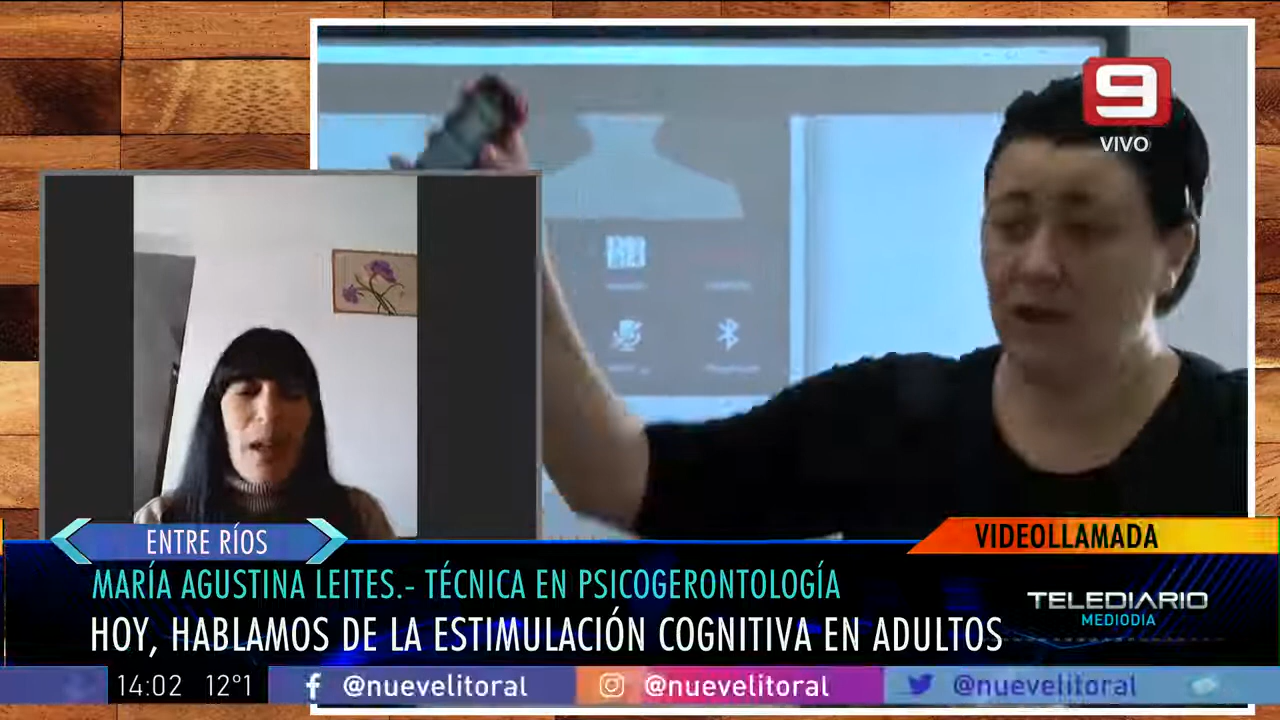 9
VIVO
ENTRE RÍOS
VIDEOLLAMADA
MARÍA AGUSTINA LEITES.- TÉCNICA EN PSICOGERONTOLOGÍA
HOY, HABLAMOS DE LA ESTIMULACIÓN COGNITIVA EN ADULTOS
TELEDIARIO
MEDIODÍA
14:02 12°1 @nuevelitoral @nuevelitoral @nuevelitoral